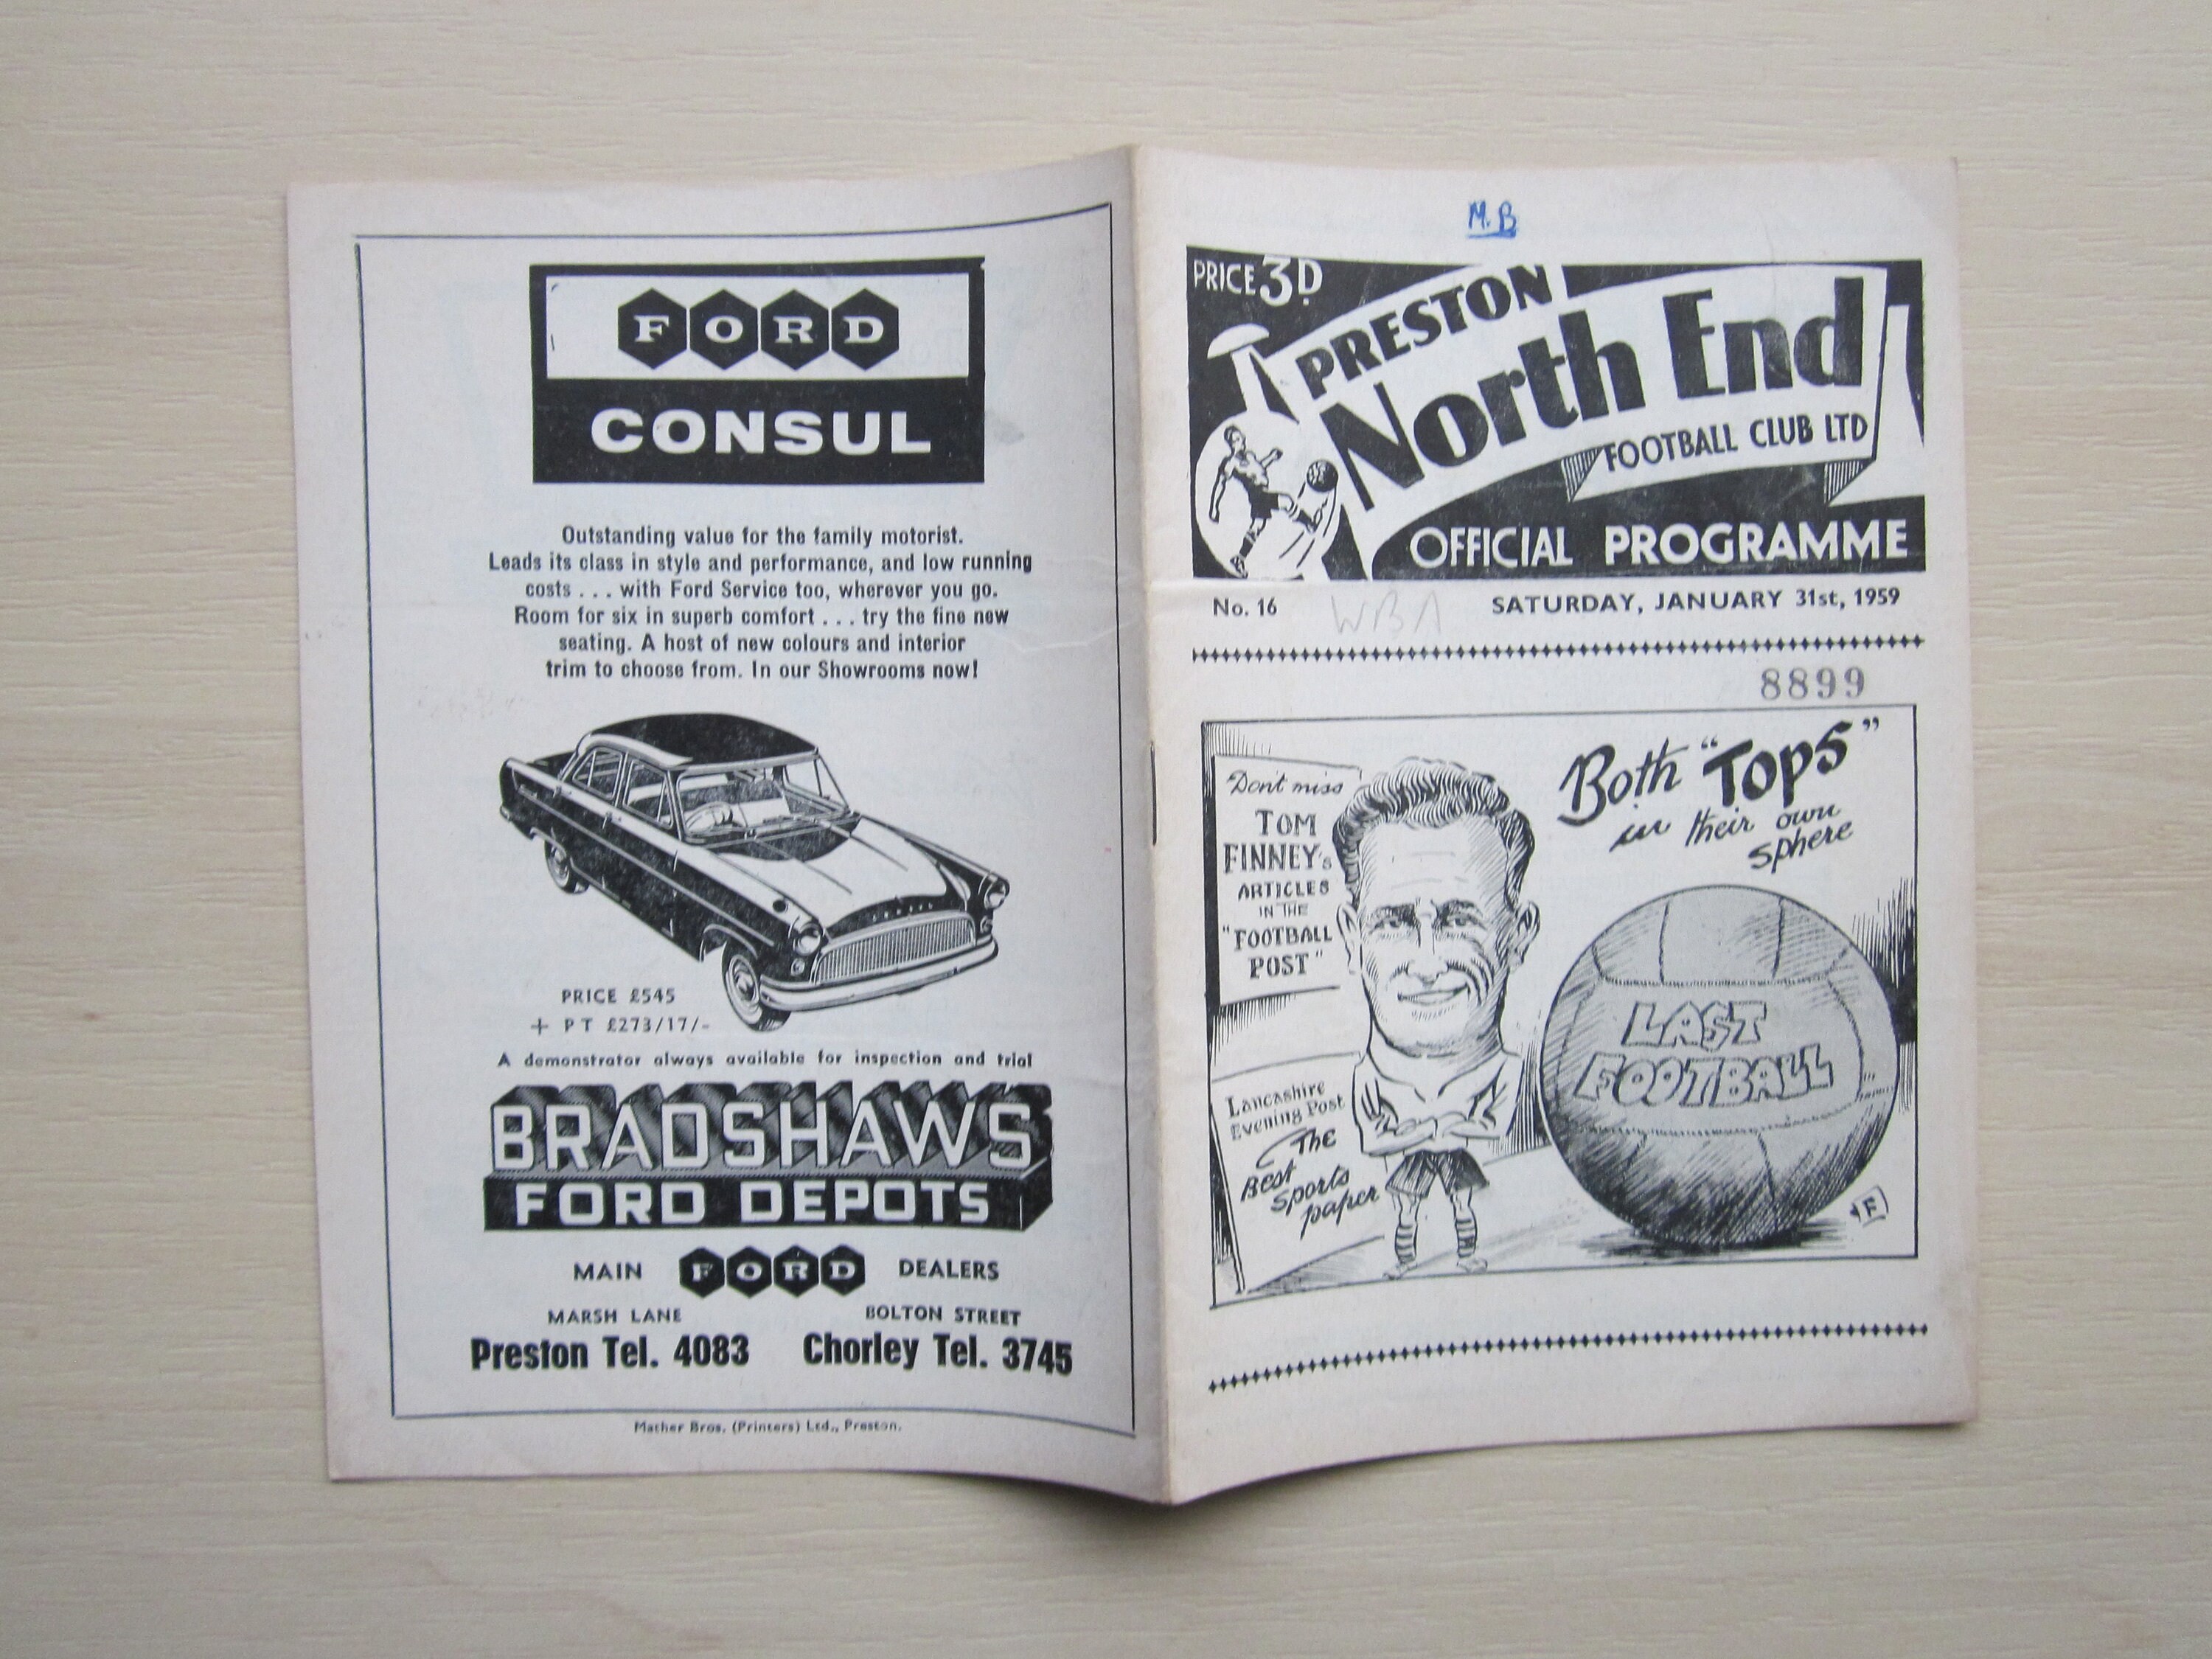 FORD
CONSUL
Outstanding value for the family motorist.
Leads its class in style and performance, and low running
costs . . . with Ford Service too, wherever you go.
Room for six in superb comfort . . . try the fine new
seating. A host of new colours and interior
trim to choose from. In our Showrooms now!
PRICE £545
+ PT £273/17/-
A demonstrator always available for inspection and trial
BRADSHAWS
FORD DEPOTS
MAIN FORD DEALERS
MARSH LANE BOLTON STREET
Preston Tel. 4083 Chorley Tel. 3745
Mather Bros. (Printers) Ltd., Preston.
M.B
PRICE 3D.
PRESTON
North End
FOOTBALL CLUB LTD
OFFICIAL PROGRAMME
No. 16 WBA SATURDAY, JANUARY 31st, 1959
8899
Both "Tops"
in their own
sphere
Don't miss
TOM
FINNEY's
ARTICLES
IN THE
"FOOTBALL
POST"
LAST
FOOTBALL
Lancashire
Evening Post
The
Best
sports
paper
F